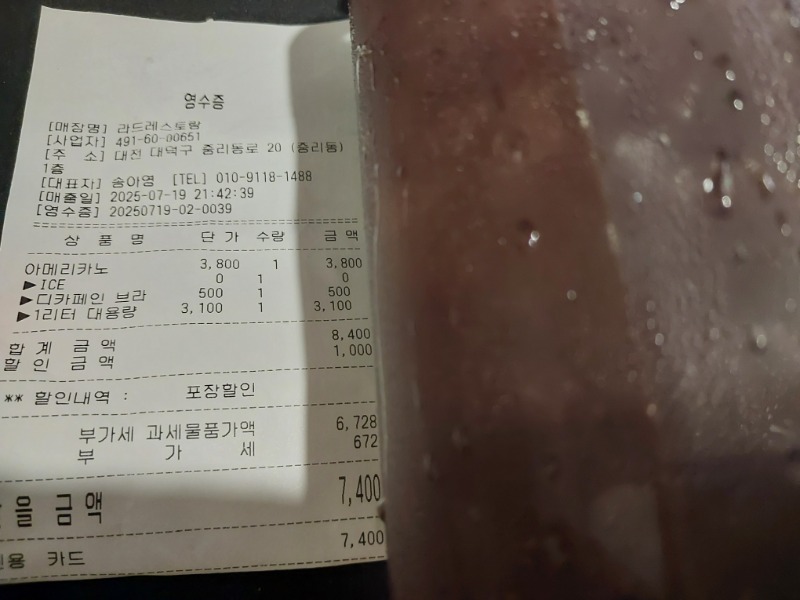 영수증
[매장명] 라드레스토랑
[사업자] 491-60-00651
[주 소] 대전 대덕구 중리동로 20 (중리동)
1층
[대표자] 송아영 [TEL] 010-9118-1488
[매출일] 2025-07-19 21:42:39
[영수증] 20250719-02-0039
상 품 명 단 가 수량 금 액
아메리카노 3,800 1 3,800
▶ICE 0 1 0
▶디카페인 브라 500 1 500
▶1리터 대용량 3,100 1 3,100
합 계 금 액 8,400
할 인 금 액 1,000
** 할인내역 : 포장할인
부가세 과세물품가액 6,728
부 가 세 672
을 금 액 7,400
용 카드 7,400